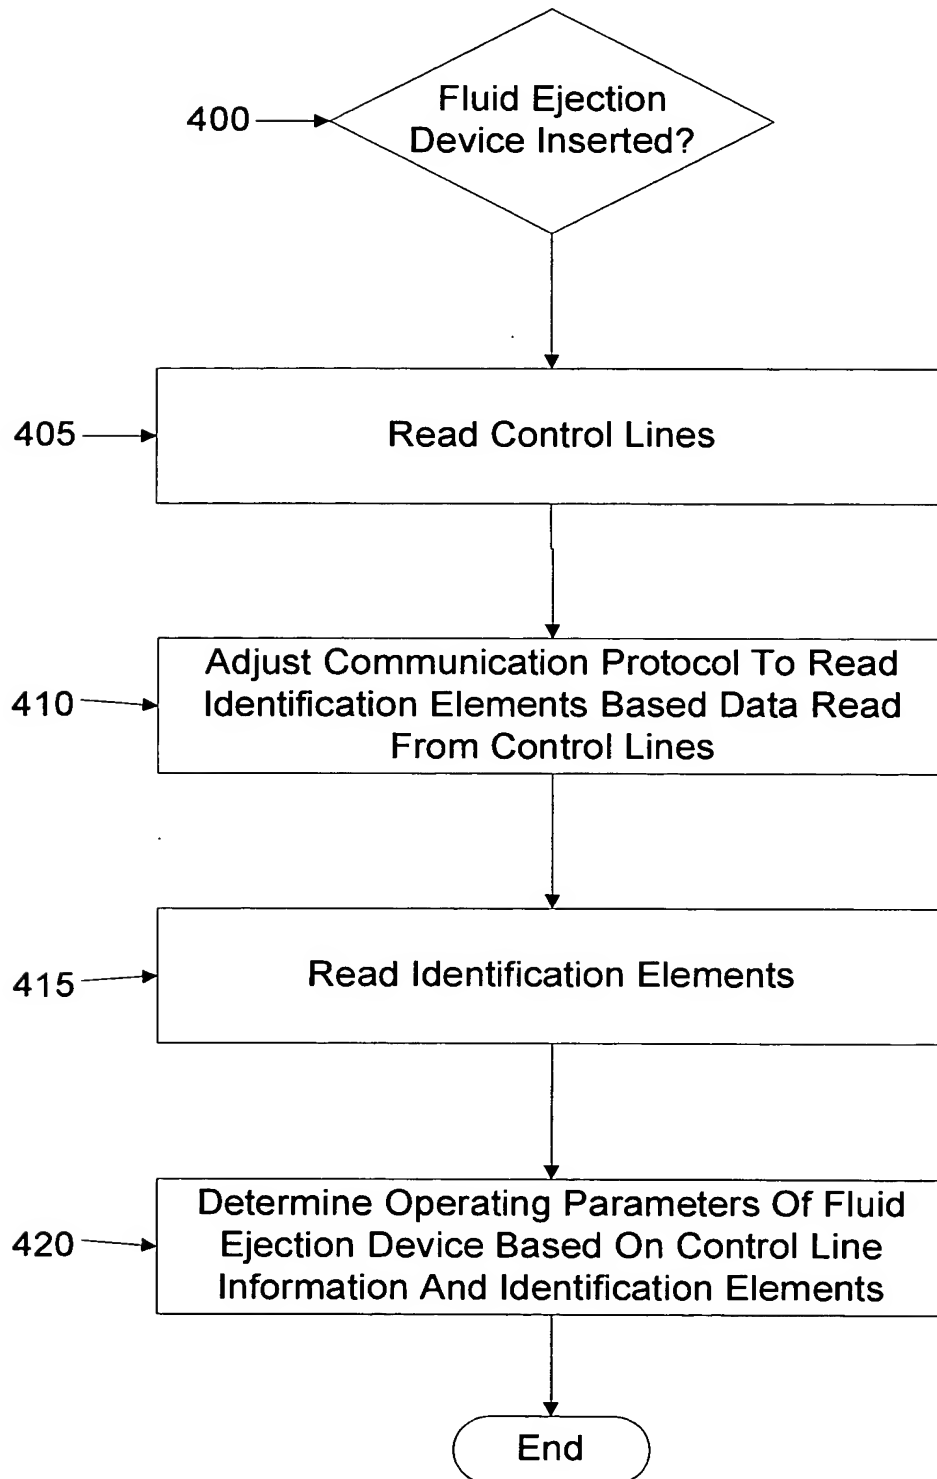 400
Fluid Ejection
Device Inserted?
405
Read Control Lines
410
Adjust Communication Protocol To Read
Identification Elements Based Data Read
From Control Lines
415
Read Identification Elements
420
Determine Operating Parameters Of Fluid
Ejection Device Based On Control Line
Information And Identification Elements
End